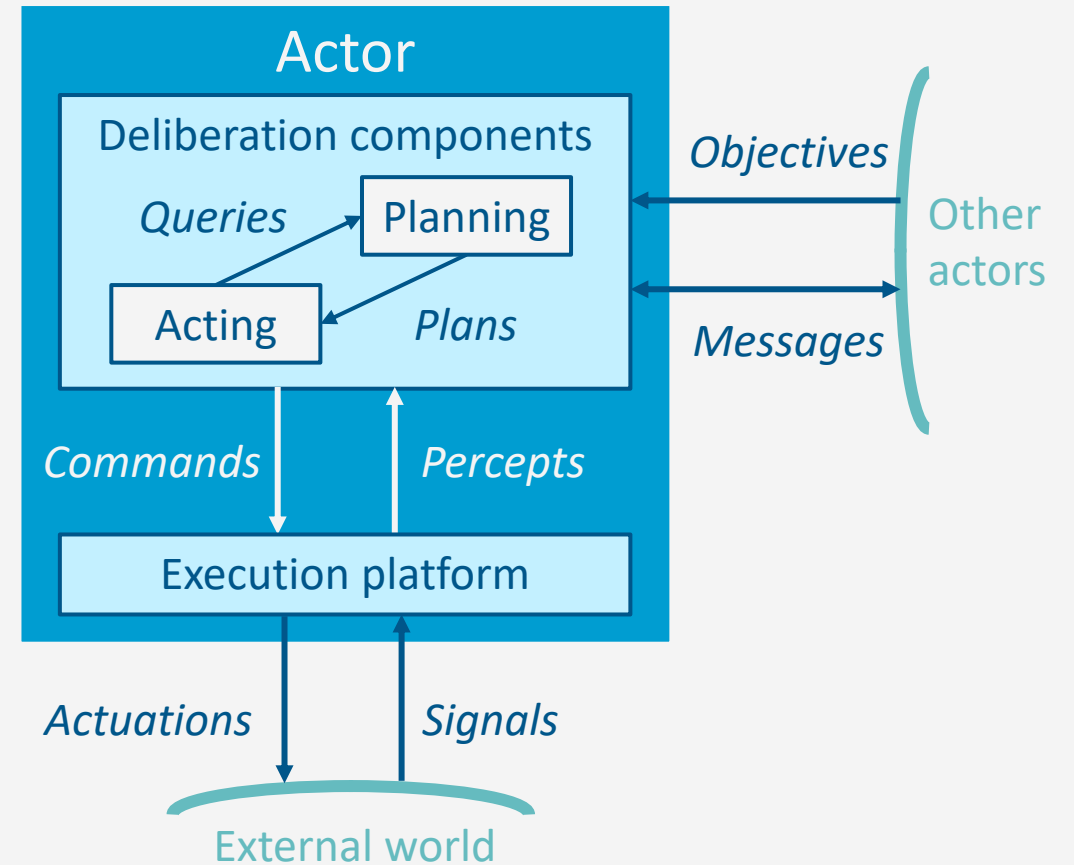 Actor
Deliberation components
Queries
Planning
Acting
Plans
Objectives
Messages
Other
actors
Commands
Percepts
Execution platform
Actuations
Signals
External world